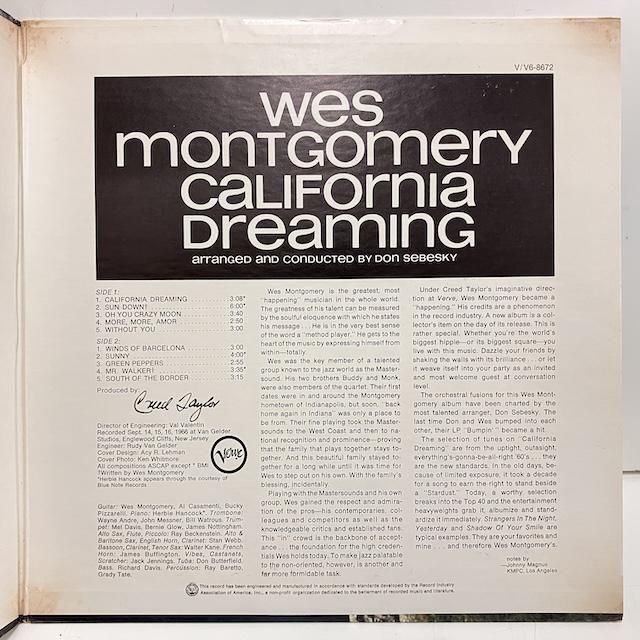 V/V6-8672
wes
montgomery
california
dreaming
arranged and conducted by don sebesky
SIDE 1:
1. CALIFORNIA DREAMING .......... 3:08*
2. SUN DOWN† .......... 6:00*
3. OH YOU CRAZY MOON .......... 3:40
4. MORE, MORE, AMOR .......... 2:50
5. WITHOUT YOU .......... 3:00
SIDE 2:
1. WINDS OF BARCELONA .......... 3:00
2. SUNNY .......... 4:00*
3. GREEN PEPPERS .......... 2:55
4. MR. WALKER† .......... 3:35*
5. SOUTH OF THE BORDER .......... 3:15
Produced by:
Creed Taylor
Director of Engineering: Val Valentin
Recorded Sept. 14, 15, 16, 1966 at Van Gelder
Studios, Englewood Cliffs, New Jersey
Engineer: Rudy Van Gelder
Cover Design: Acy R. Lehman
Cover Photo: Ken Whitmore
All compositions ASCAP except * BMI
†Written by Wes Montgomery
*Herbie Hancock appears through the courtesy of
Blue Note Records
Verve
Guitar: Wes Montgomery, Al Casamenti, Bucky
Pizzarelli. Piano: Herbie Hancock*. Trombone:
Wayne Andre, John Messner, Bill Watrous. Trum-
pet: Mel Davis, Bernie Glow, James Nottingham.
Alto Sax, Flute, Piccolo: Ray Beckenstein. Alto &
Baritone Sax, English Horn, Clarinet: Stan Webb.
Bassoon, Clarinet, Tenor Sax: Walter Kane. French
Horn: James Buffington. Vibes, Castanets,
Scratcher: Jack Jennings, Tuba: Don Butterfield.
Bass. Richard Davis. Percussion: Ray Baretto,
Grady Tate.
Wes Montgomery is the greatest, most
"happening" musician in the whole world.
The greatness of his talent can be measured
by the soulful eloquence with which he states
his message . . . He is in the very best sense
of the word a "method player." He gets to the
heart of the music by expressing himself from
within—totally.
Wes was the key member of a talented
group known to the jazz world as the Master-
sound. His two brothers Buddy and Monk,
were also members of the quartet. Their first
dates were in and around the Montgomery
hometown of Indianapolis, but soon, "back
home again in Indiana" was only a place to
be from. Their fine playing took the Master-
sounds to the West Coast and then to na-
tional recognition and prominence—proving
that the family that plays together stays to-
gether. And this beautiful family stayed to-
gether for a long while until it was time for
Wes to step out on his own. With the family's
blessing, incidentally.
Playing with the Mastersounds and his own
group, Wes gained the respect and admira-
tion of the pros—his contemporaries, col-
leagues and competitors as well as the
knowledgeable critics and established fans.
This "in" crowd is the backbone of accept-
ance . . . the foundation for the high creden-
tials Wes holds today. To make jazz palatable
to the non-oriented, however, is another and
far more formidable task.
Under Creed Taylor's imaginative direc-
tion at Verve, Wes Montgomery became a
"happening." His credits are a phenomenon
in the record industry. A new album is a col-
lector's item on the day of its release. This is
rather special. Whether you're the world's
biggest hippie—or its biggest square—you
live with this music. Dazzle your friends by
shaking the walls with its brilliance . . . or let
it weave itself into your party as an invited
and most welcome guest at conversation
level.
The orchestral fusions for this Wes Mont-
gomery album have been charted by the
most talented arranger, Don Sebesky. The
last time Don and Wes bumped into each
other, their LP "Bumpin'" became a hit.
The selection of tunes on "California
Dreaming" are from the upright, outasight,
everything's-gonna-be-all-right 60's . . . they
are the new standards. In the old days, be-
cause of limited exposure, it took a decade
for a song to earn the right to stand beside
a "Stardust." Today, a worthy selection
breaks into the Top 40 and the entertainment
heavyweights grab it, albumize and stand-
ardize it immediately. Strangers In The Night,
Yesterday and Shadow Of Your Smile are
typical examples. They are your favorites and
mine . . . and therefore Wes Montgomery's.
notes by
—Johnny Magnus
KMPC, Los Angeles
This record has been engineered and manufactured in accordance with standards developed by the Record Industry
Association of America, Inc., a non-profit organization dedicated to the betterment of recorded music and literature.